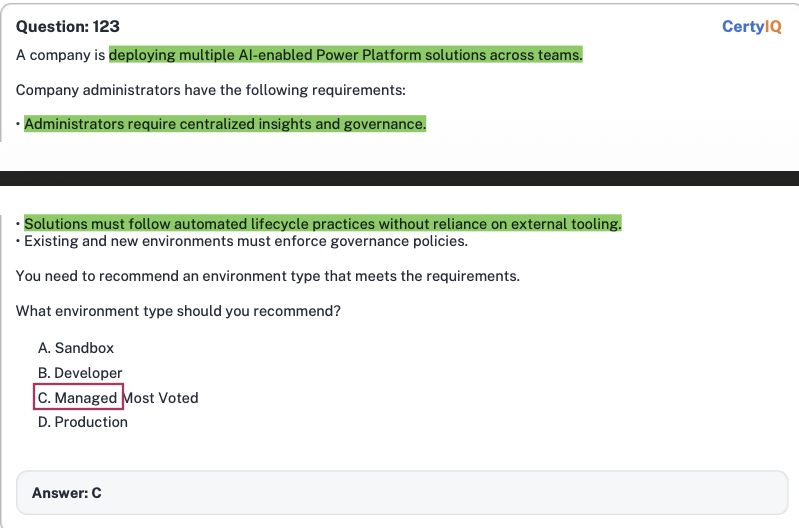 Question: 123
CertyIQ
A company is deploying multiple AI-enabled Power Platform solutions across teams.
Company administrators have the following requirements:
• Administrators require centralized insights and governance.
• Solutions must follow automated lifecycle practices without reliance on external tooling.
• Existing and new environments must enforce governance policies.
You need to recommend an environment type that meets the requirements.
What environment type should you recommend?
A. Sandbox
B. Developer
C. Managed Most Voted
D. Production
Answer: C